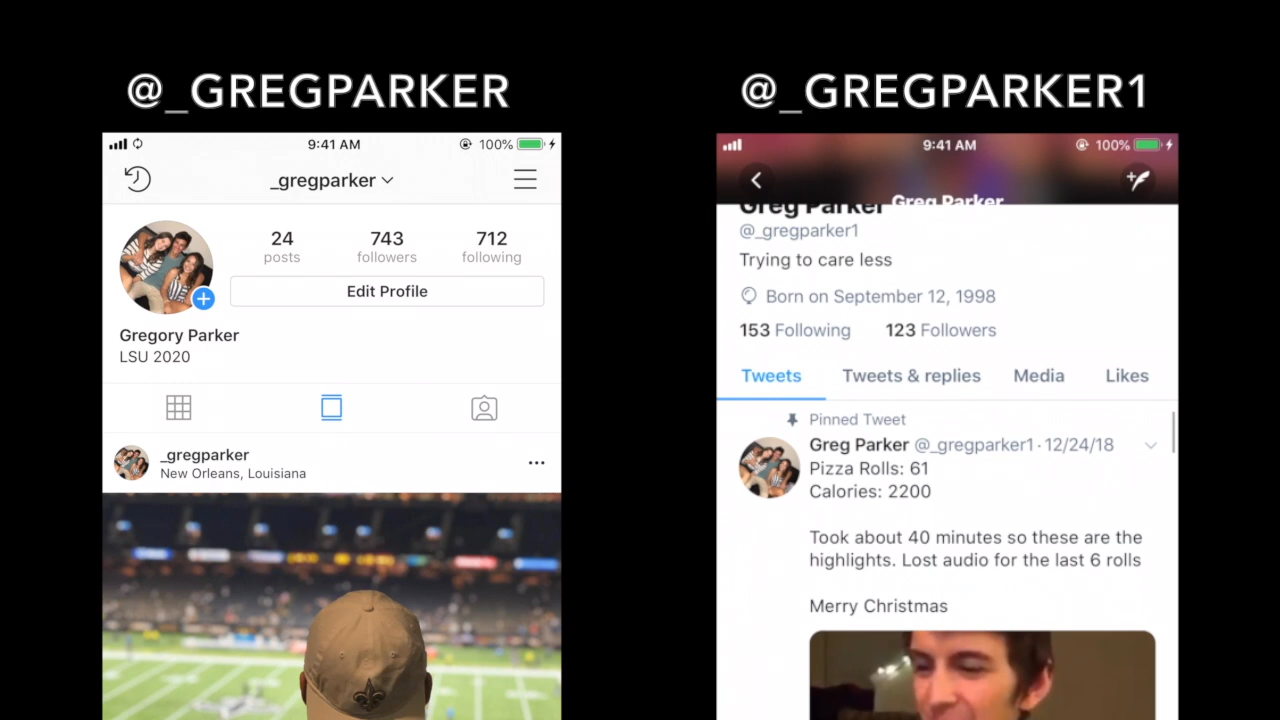 @_GREGPARKER
9:41 AM
100%
_gregparker
24
743
712
posts
followers
following
Edit Profile
Gregory Parker
LSU 2020
_gregparker
New Orleans, Louisiana
@_GREGPARKER1
9:41 AM
100%
Greg Parker
Greg Parker
@_gregparker1
Trying to care less
Born on September 12, 1998
153 Following 123 Followers
Tweets Tweets & replies Media Likes
Pinned Tweet
Greg Parker @_gregparker1 · 12/24/18
Pizza Rolls: 61
Calories: 2200
Took about 40 minutes so these are the
highlights. Lost audio for the last 6 rolls
Merry Christmas